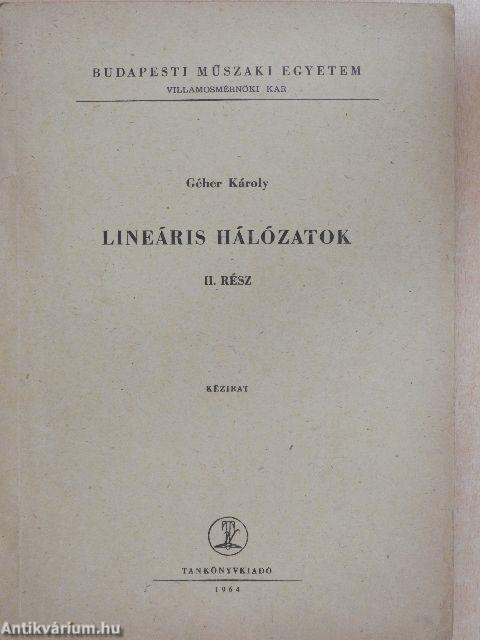 BUDAPESTI MŰSZAKI EGYETEM
VILLAMOSMÉRNÖKI KAR
Géher Károly
LINEÁRIS HÁLÓZATOK
II. RÉSZ
KÉZIRAT
TANKÖNYVKIADÓ
1964
Antikvárium.hu